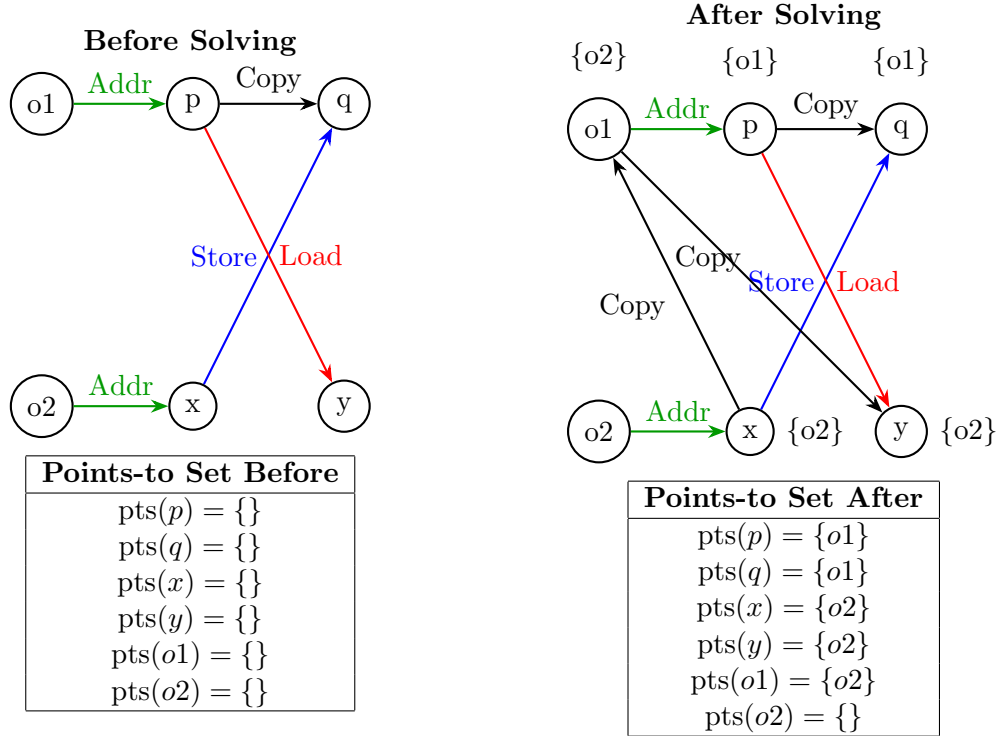 Before Solving
o1
Addr
p
Copy
q
Store
Load
o2
Addr
x
y
Points-to Set Before
pts(p) = {}
pts(q) = {}
pts(x) = {}
pts(y) = {}
pts(o1) = {}
pts(o2) = {}
After Solving
{o2}
{o1}
{o1}
o1
Addr
p
Copy
q
Copy
Store
Load
Copy
o2
Addr
x
{o2}
y
{o2}
Points-to Set After
pts(p) = {o1}
pts(q) = {o1}
pts(x) = {o2}
pts(y) = {o2}
pts(o1) = {o2}
pts(o2) = {}